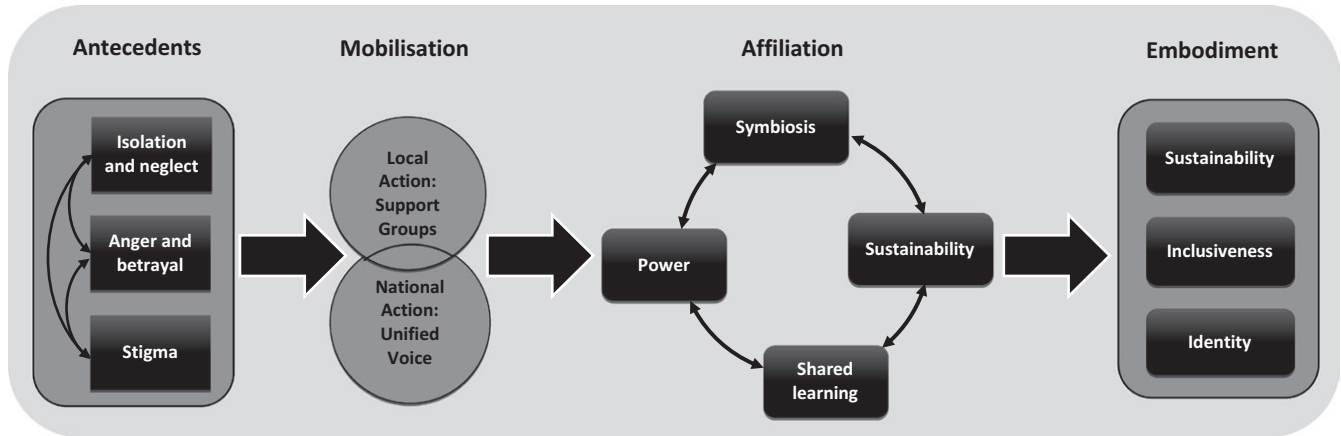 Antecedents
Isolation
and neglect
Anger and
betrayal
Stigma
Mobilisation
Local
Action:
Support
Groups
National
Action:
Unified
Voice
Affiliation
Symbiosis
Power
Sustainability
Shared
learning
Embodiment
Sustainability
Inclusiveness
Identity